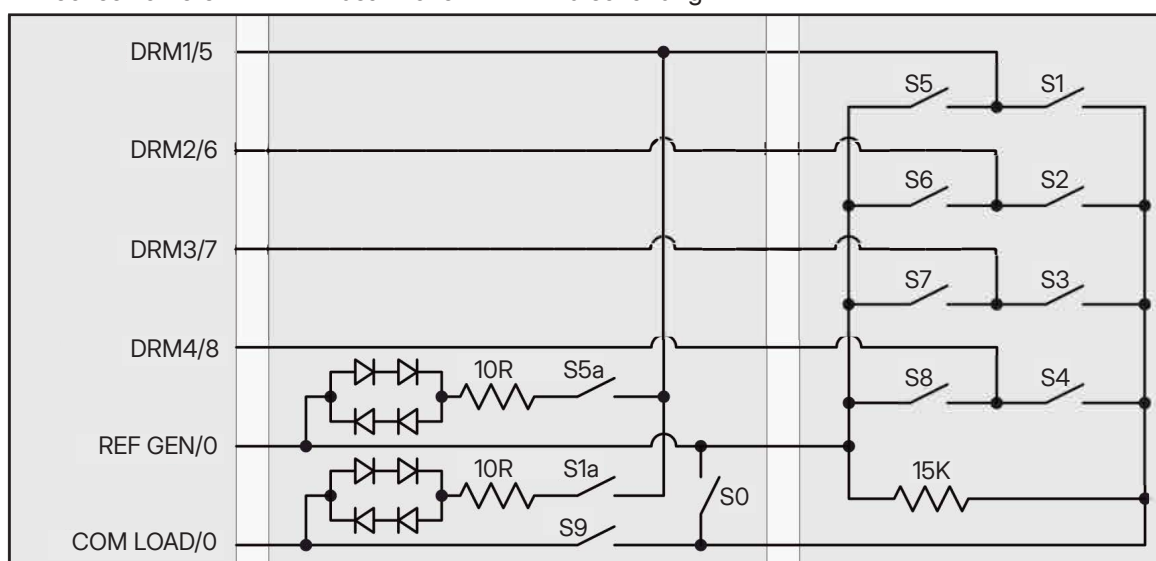 DRM1/5
S5 S1
DRM2/6
S6 S2
DRM3/7
S7 S3
DRM4/8
10R S5a
S8 S4
REF GEN/0
10R S1a
S0
15K
S9
COM LOAD/0